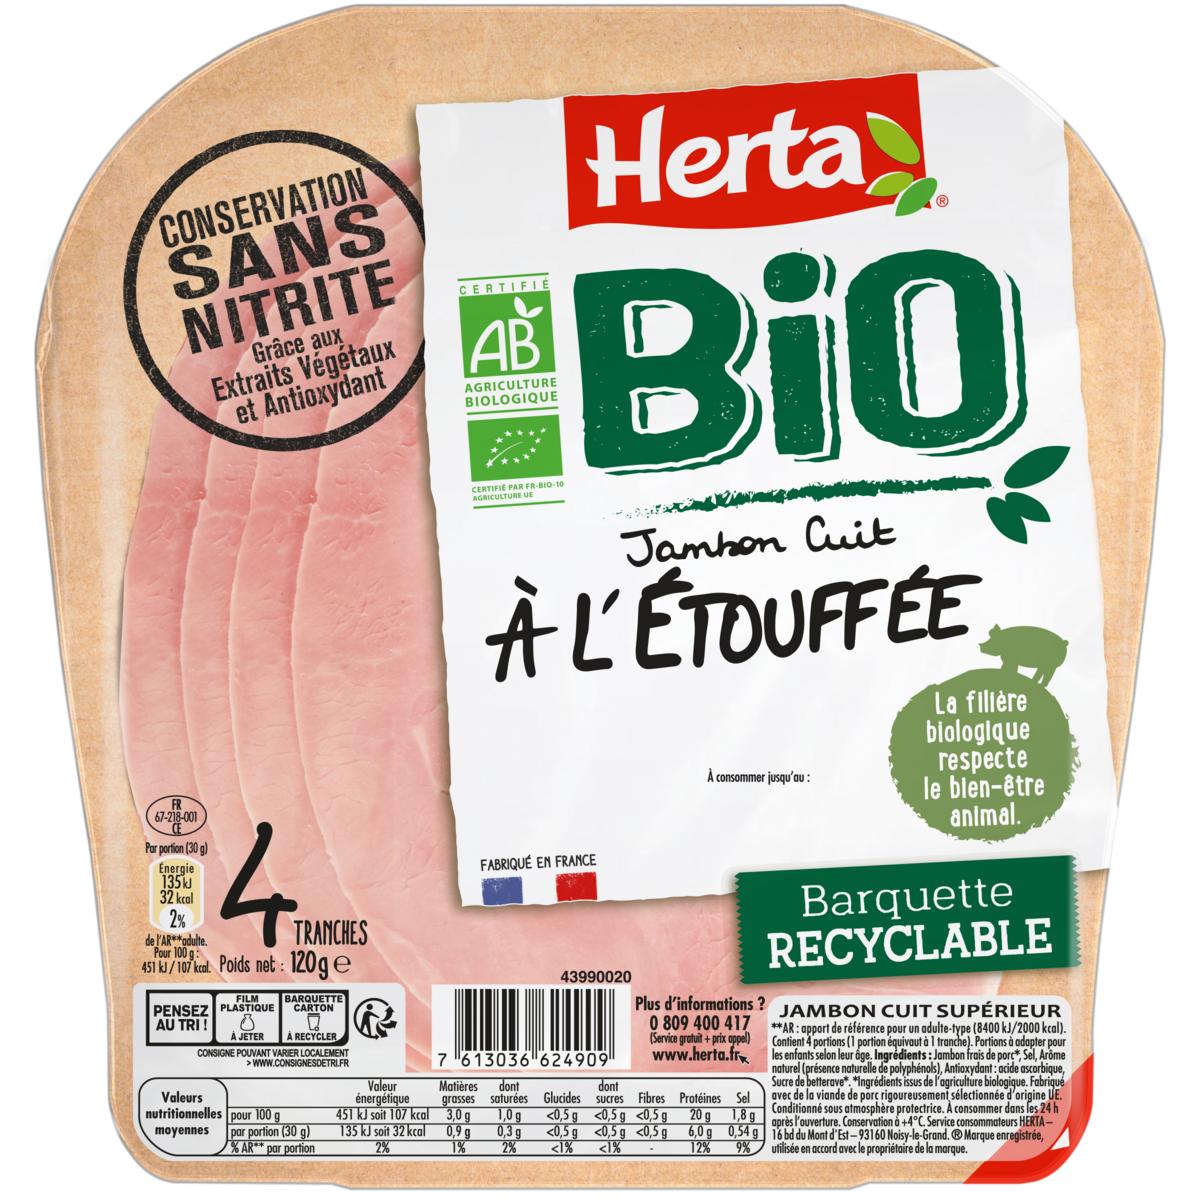 Herta
®
CONSERVATION
SANS
NITRITE
Grâce aux
Extraits Végétaux
et Antioxydant
CERTIFIÉ
AB
AGRICULTURE
BIOLOGIQUE
CERTIFIÉ PAR FR-BIO-10
AGRICULTURE UE
BiO
Jambon Cuit
À L'ÉTOUFFÉE
La filière
biologique
respecte
le bien-être
animal.
À consommer jusqu'au :
FABRIQUÉ EN FRANCE
Barquette
RECYCLABLE
FR
67-218-001
CE
Par portion (30 g)
Énergie
135 kJ
32 kcal
2%
de l'AR**adulte.
Pour 100 g :
451 kJ / 107 kcal.
4
TRANCHES
Poids net : 120g e
PENSEZ
AU TRI !
FILM
PLASTIQUE
À JETER
BARQUETTE
CARTON
À RECYCLER
CONSIGNE POUVANT VARIER LOCALEMENT
> WWW.CONSIGNESDETRI.FR
43990020
7 613036 624909
Plus d'informations ?
0 809 400 417
(Service gratuit + prix appel)
www.herta.fr
JAMBON CUIT SUPÉRIEUR
**AR : apport de référence pour un adulte-type (8400 kJ/2000 kcal).
Contient 4 portions (1 portion équivaut à 1 tranche). Portions à adapter pour
les enfants selon leur âge. Ingrédients : Jambon frais de porc*, Sel, Arôme
naturel (présence naturelle de polyphénols), Antioxydant : acide ascorbique,
Sucre de betterave*. *Ingrédients issus de l'agriculture biologique. Fabriqué
avec de la viande de porc rigoureusement sélectionnée d'origine UE.
Conditionné sous atmosphère protectrice. À consommer dans les 24 h
après l'ouverture. Conservation à +4°C. Service consommateurs HERTA –
16 bd du Mont d'Est – 93160 Noisy-le-Grand. ® Marque enregistrée,
utilisée en accord avec le propriétaire de la marque.
Valeurs nutritionnelles moyennes
Valeur énergétique Matières grasses dont saturées Glucides dont sucres Fibres Protéines Sel
pour 100 g 451 kJ soit 107 kcal 3,0 g 1,0 g <0,5 g <0,5 g <0,5 g 20 g 1,8 g
par portion (30 g) 135 kJ soit 32 kcal 0,9 g 0,3 g <0,5 g <0,5 g <0,5 g 6,0 g 0,54 g
% AR** par portion 2% 1% 2% <1% <1% - 12% 9%